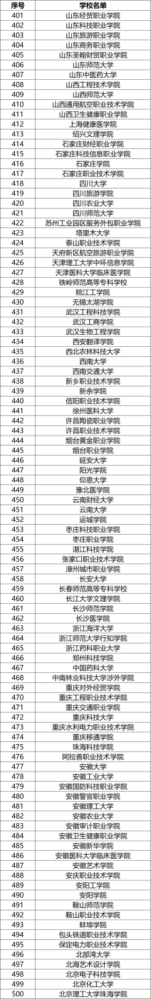 序号 学校名单
401 山东经贸职业学院
402 山东科技职业学院
403 山东旅游职业学院
404 山东商务职业学院
405 山东圣翰财贸职业学院
406 山东师范大学
407 山东中医药大学
408 山西工程技术学院
409 山西师范大学
410 山西通用航空职业技术学院
411 山西卫生健康职业学院
412 上海健康医学院
413 绍兴文理学院
414 石家庄财经职业学院
415 石家庄科技信息职业学院
416 石家庄学院
417 石家庄职业技术学院
418 四川大学
419 四川旅游学院
420 四川农业大学
421 四川师范大学
422 苏州工业园区服务外包职业学院
423 塔里木大学
424 泰山职业技术学院
425 天府新区航空旅游职业学院
426 天津理工大学中环信息学院
427 天津医科大学临床医学院
428 铁岭师范高等专科学校
429 皖江工学院
430 无锡太湖学院
431 武汉工程科技学院
432 武汉工商学院
433 武汉生物工程学院
434 西安翻译学院
435 西北农林科技大学
436 西南大学
437 西南交通大学
438 新乡职业技术学院
439 新余学院
440 信阳职业技术学院
441 徐州医科大学
442 许昌陶瓷职业学院
443 许昌职业技术学院
444 烟台黄金职业学院
445 烟台职业学院
446 延安大学
447 阳光学院
448 仰恩大学
449 豫北医学院
450 云南财经大学
451 云南大学
452 运城学院
453 枣庄科技职业学院
454 枣庄职业学院
455 湛江科技学院
456 张家口职业技术学院
457 漳州城市职业学院
458 长安大学
459 长春师范高等专科学校
460 长江大学文理学院
461 长沙师范学院
462 长沙医学院
463 浙江海洋大学
464 浙江师范大学行知学院
465 浙江药科职业大学
466 郑州科技学院
467 中国药科大学
468 中南林业科技大学涉外学院
469 重庆对外经贸学院
470 重庆工程职业技术学院
471 重庆交通职业学院
472 重庆科技大学
473 重庆水利电力职业技术学院
474 重庆移通学院
475 珠海科技学院
476 阿拉善职业技术学院
477 安徽大学
478 安徽工业大学
479 安徽国防科技职业学院
480 安徽警官职业学院
481 安徽理工大学
482 安徽农业大学
483 安徽审计职业学院
484 安徽卫生健康职业学院
485 安徽新华学院
486 安徽医科大学临床医学院
487 安徽艺术学院
488 安庆职业技术学院
489 安阳工学院
490 安阳学院
491 鞍山师范学院
492 鞍山职业技术学院
493 蚌埠学院
494 包头铁道职业技术学院
495 保定电力职业技术学院
496 北部湾大学
497 北海艺术设计学院
498 北京电子科技学院
499 北京化工大学
500 北京理工大学珠海学院